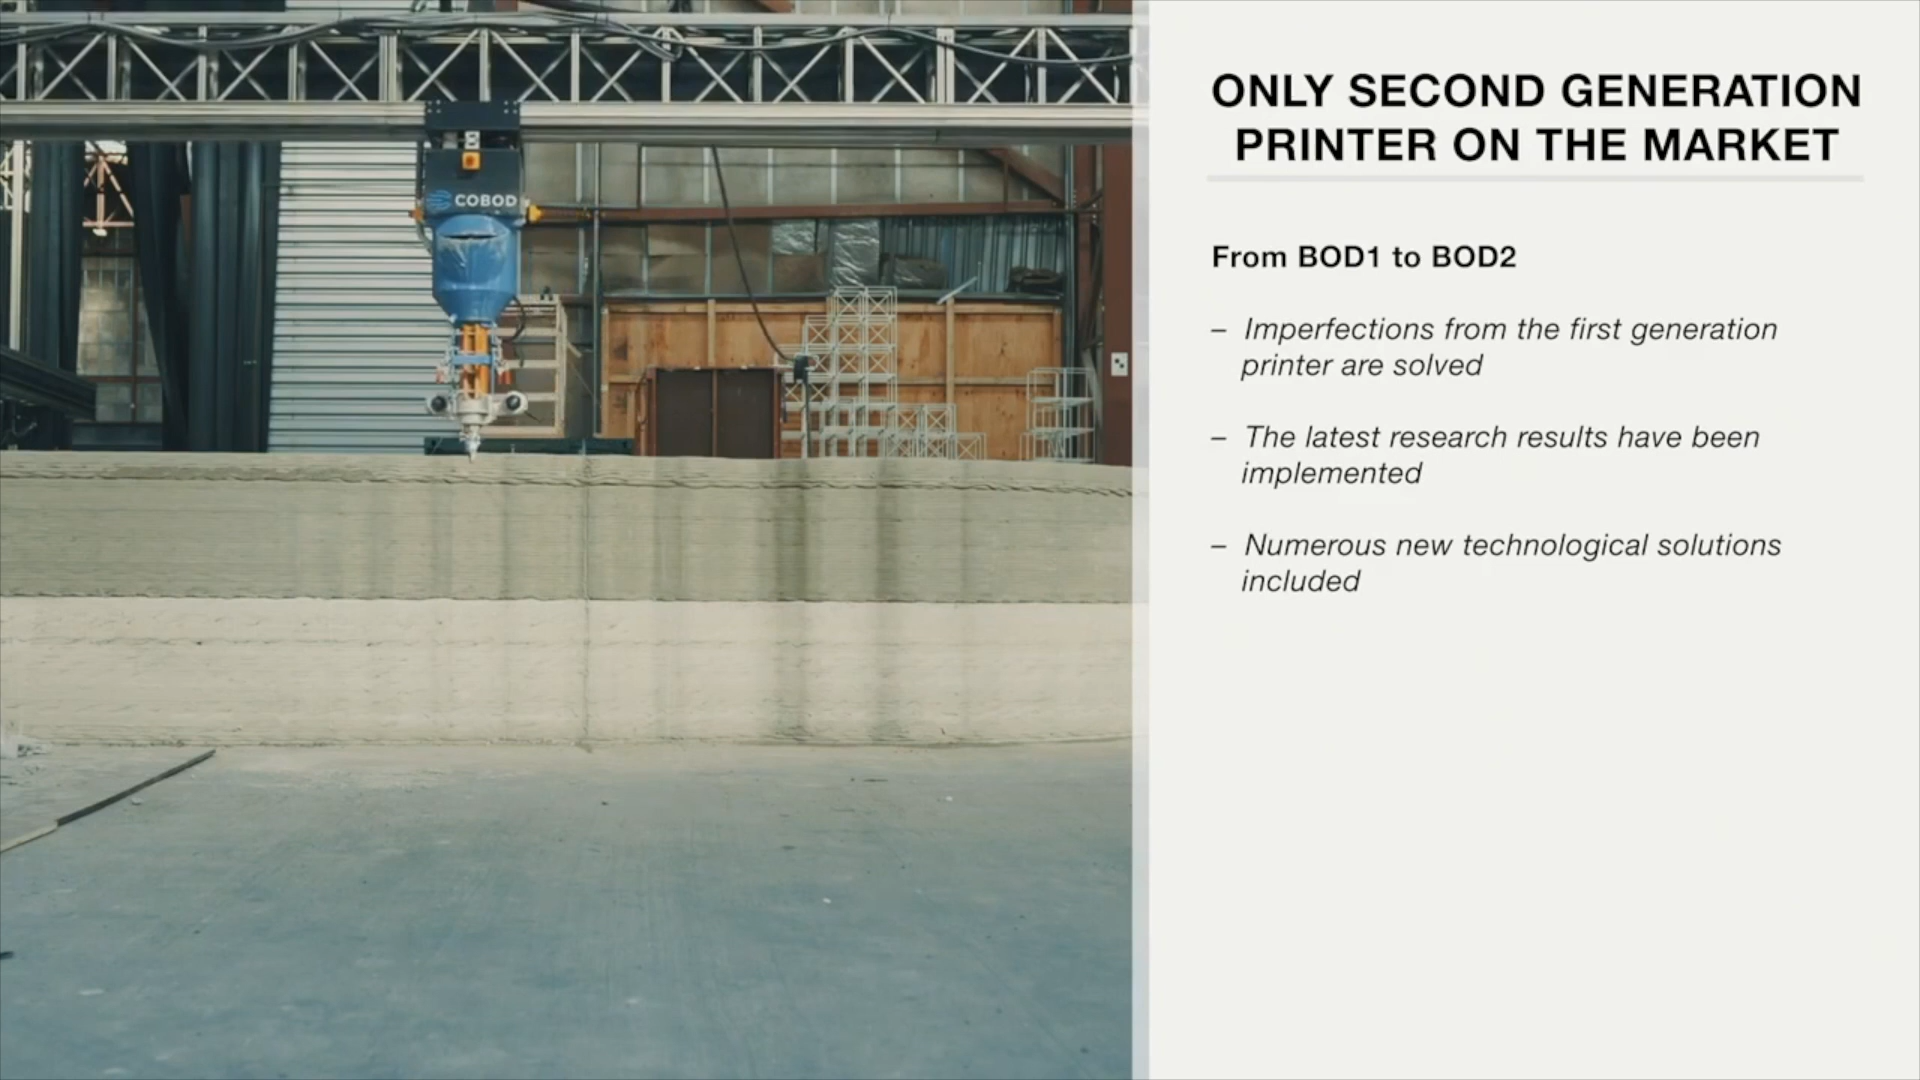 COBOD
ONLY SECOND GENERATION
PRINTER ON THE MARKET
From BOD1 to BOD2
– Imperfections from the first generation
printer are solved
– The latest research results have been
implemented
– Numerous new technological solutions
included